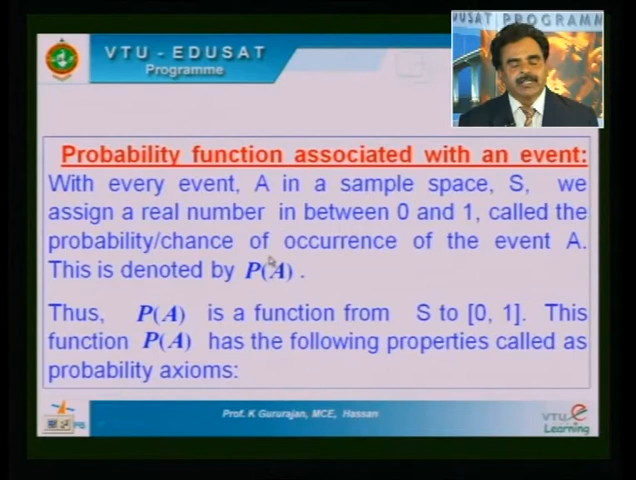 DUSAT PROGRAMM
VTU - EDUSAT
Programme
Probability function associated with an event:
With every event, A in a sample space, S, we
assign a real number in between 0 and 1, called the
probability/chance of occurrence of the event A.
This is denoted by P(A) .
Thus, P(A) is a function from S to [0, 1]. This
function P(A) has the following properties called as
probability axioms:
Prof. K Gururajan, MCE, Hassan
VTU e
Learning